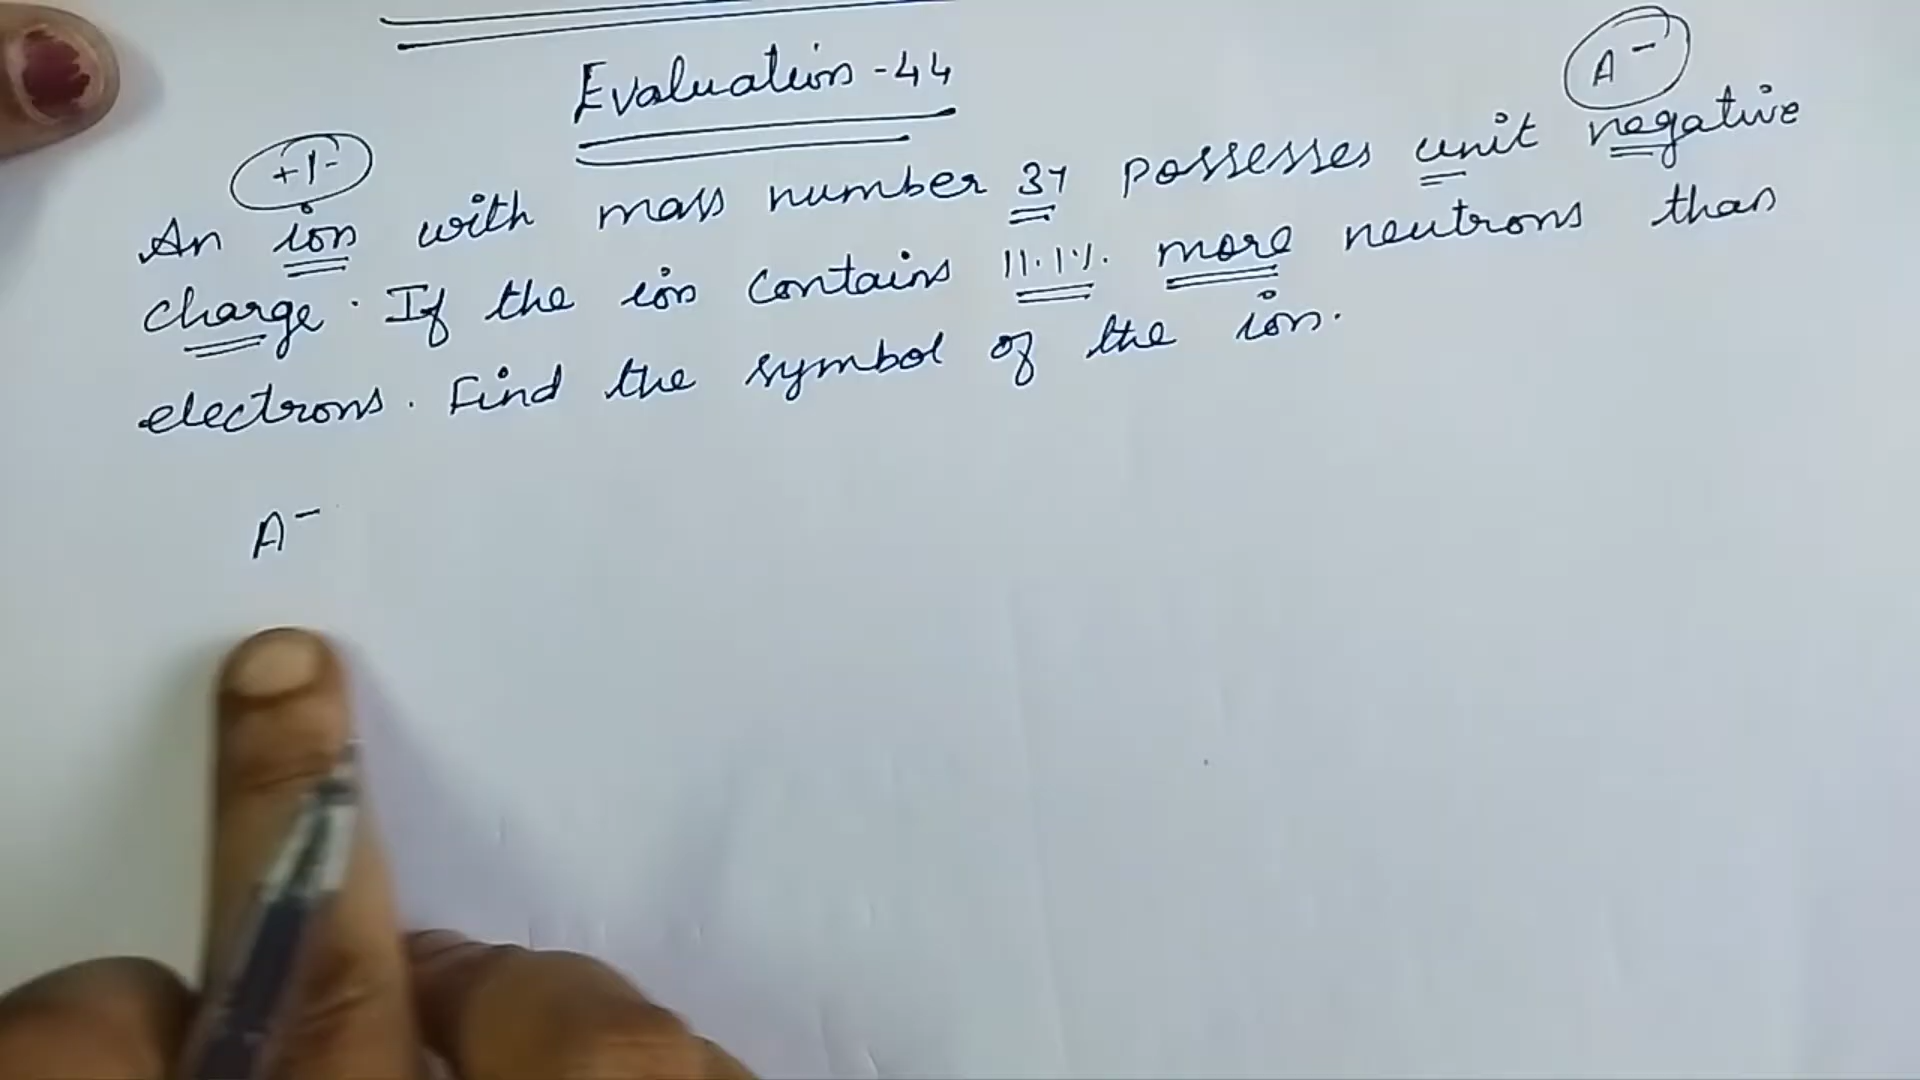 Evaluation-44
A⁻
+1-
An ion with mass number 37 possesses unit negative
charge. If the ion contains 11.1%. more neutrons than
electrons. Find the symbol of the ion.
A⁻